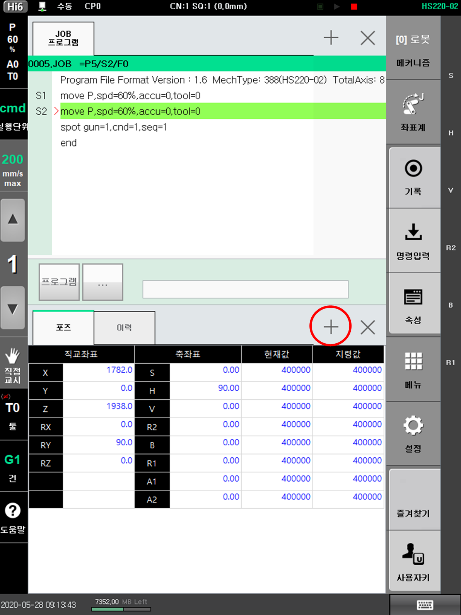 Hi6 수동 CP0 CN:1 SQ:1 (0,0mm) HS220-02
P
60
%
A0
T0
cmd
실행단위
200
mm/s
max
1
직접
교시
T0
툴
G1
건
도움말
JOB
프로그램
0005,JOB =P5/S2/F0
Program File Format Version : 1.6 MechType: 388(HS220-02) TotalAxis: 8
S1 move P,spd=60%,accu=0,tool=0
S2 move P,spd=60%,accu=0,tool=0
spot gun=1,cnd=1,seq=1
end
프로그램 ...
포즈 이력
직교좌표 축좌표 현재값 지령값
X 1782.0 S 0.00 400000 400000
Y 0.0 H 90.00 400000 400000
Z 1938.0 V 0.00 400000 400000
RX 0.0 R2 0.00 400000 400000
RY 90.0 B 0.00 400000 400000
RZ 0.0 R1 0.00 400000 400000
A1 0.00 400000 400000
A2 0.00 400000 400000
[0] 로봇
메커니즘
좌표계
기록
명령입력
속성
메뉴
설정
즐겨찾기
U
사용자키
S
H
V
R2
B
R1
2020-05-28 09:13:43 7352,00 MB Left